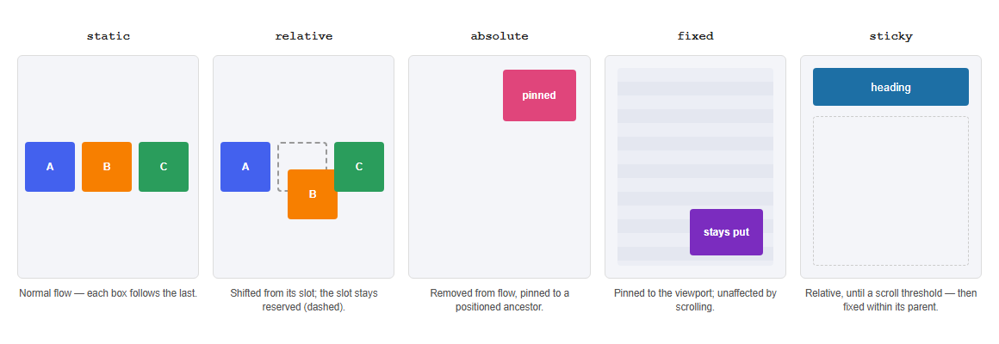 static
relative
absolute
fixed
sticky
A
B
C
A
B
C
pinned
stays put
heading
Normal flow — each box follows the last.
Shifted from its slot; the slot stays
reserved (dashed).
Removed from flow, pinned to a
positioned ancestor.
Pinned to the viewport; unaffected by
scrolling.
Relative, until a scroll threshold — then
fixed within its parent.